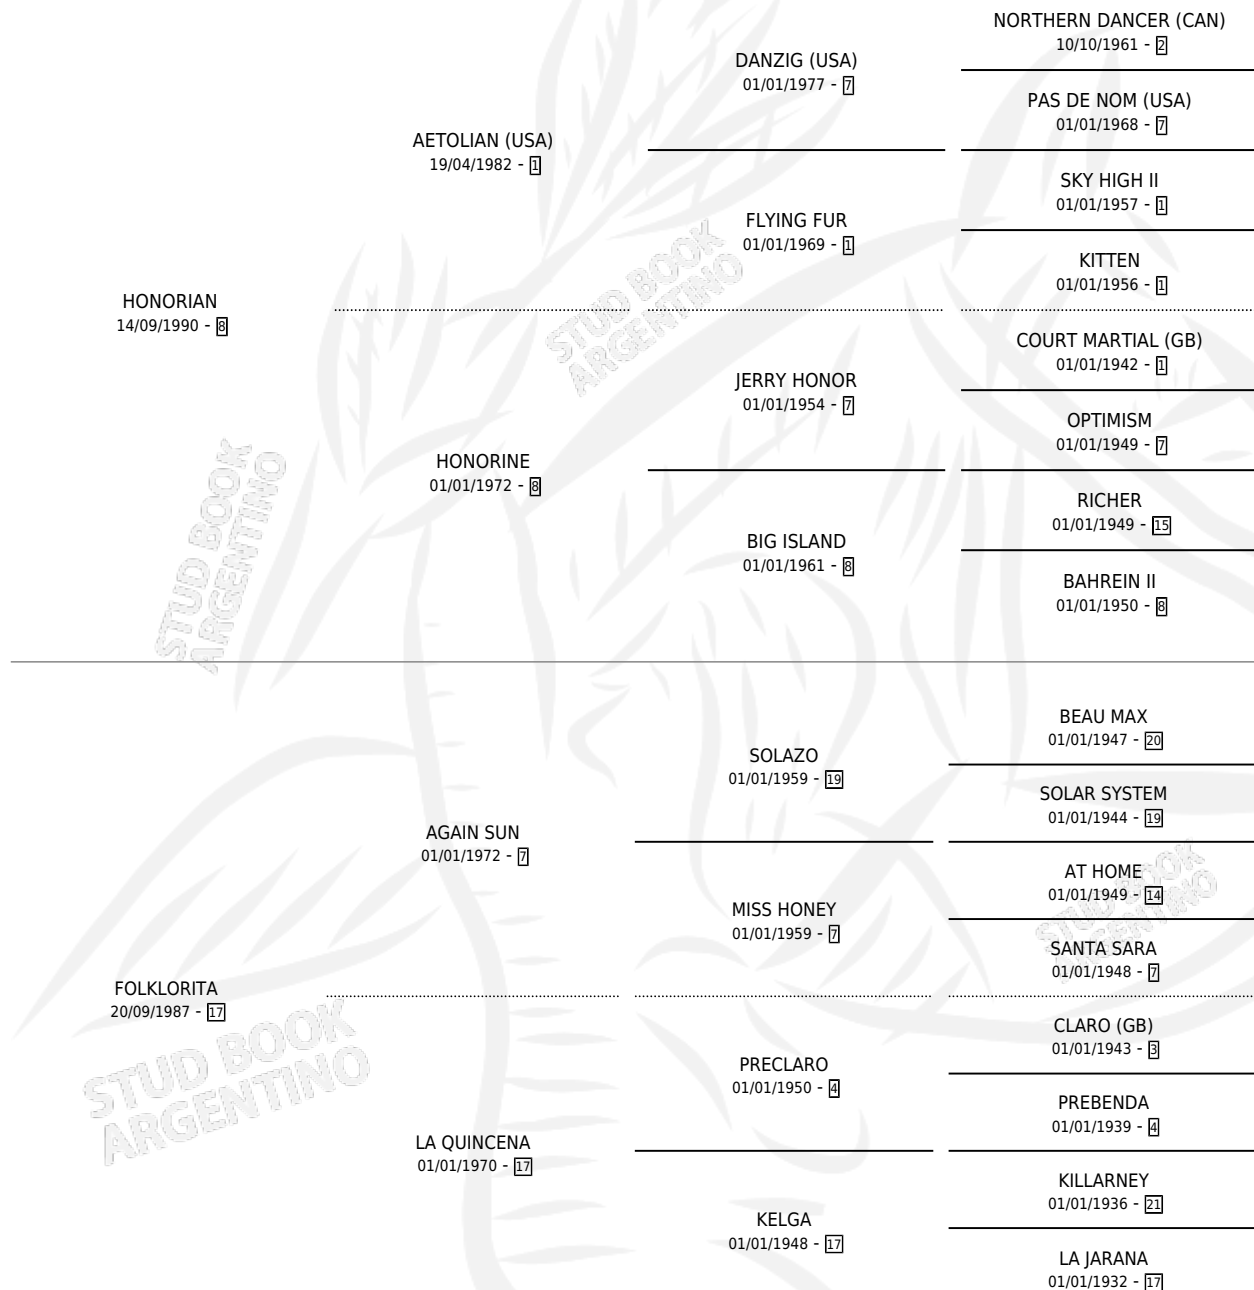 NORTHERN DANCER (CAN)
10/10/1961 - 2
DANZIG (USA)
01/01/1977 - 7
PAS DE NOM (USA)
01/01/1968 - 7
AETOLIAN (USA)
19/04/1982 - 1
SKY HIGH II
01/01/1957 - 1
FLYING FUR
01/01/1969 - 1
KITTEN
01/01/1956 - 1
HONORIAN
14/09/1990 - 8
STUD BOOK
ARGENTINO
COURT MARTIAL (GB)
01/01/1942 - 1
JERRY HONOR
01/01/1954 - 7
OPTIMISM
01/01/1949 - 7
HONORINE
01/01/1972 - 8
RICHER
01/01/1949 - 15
BIG ISLAND
01/01/1961 - 8
BAHREIN II
01/01/1950 - 8
STUD BOOK
ARGENTINO
BEAU MAX
01/01/1947 - 20
SOLAZO
01/01/1959 - 19
SOLAR SYSTEM
01/01/1944 - 19
AGAIN SUN
01/01/1972 - 7
AT HOME
01/01/1949 - 14
MISS HONEY
01/01/1959 - 7
STUD BOOK
ARGENTINO
SANTA SARA
01/01/1948 - 7
FOLKLORITA
20/09/1987 - 17
CLARO (GB)
01/01/1943 - 3
PRECLARO
01/01/1950 - 4
STUD BOOK
ARGENTINO
PREBENDA
01/01/1939 - 4
LA QUINCENA
01/01/1970 - 17
KILLARNEY
01/01/1936 - 21
KELGA
01/01/1948 - 17
LA JARANA
01/01/1932 - 17